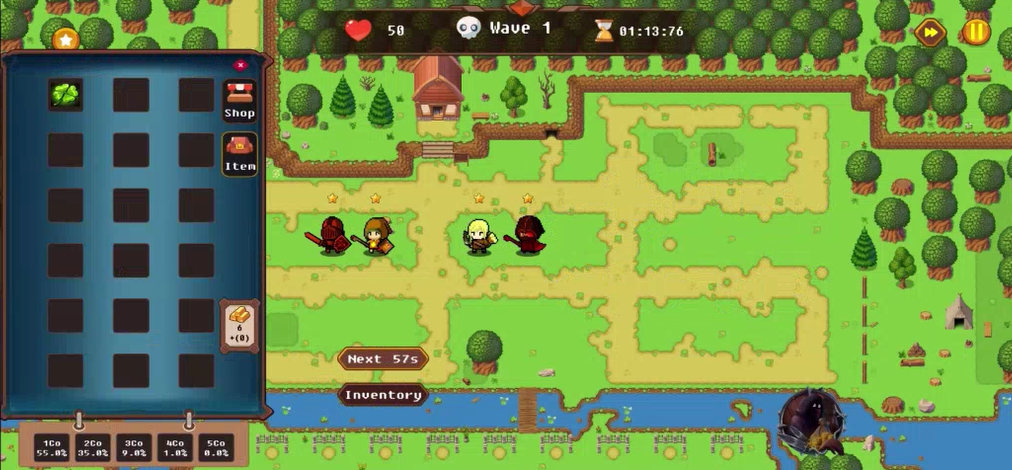 50
Wave 1
01:13:76
Shop
Item
6
+(0)
Next 57s
Inventory
1Co 2Co 3Co 4Co 5Co
55.0% 35.0% 9.0% 1.0% 0.0%